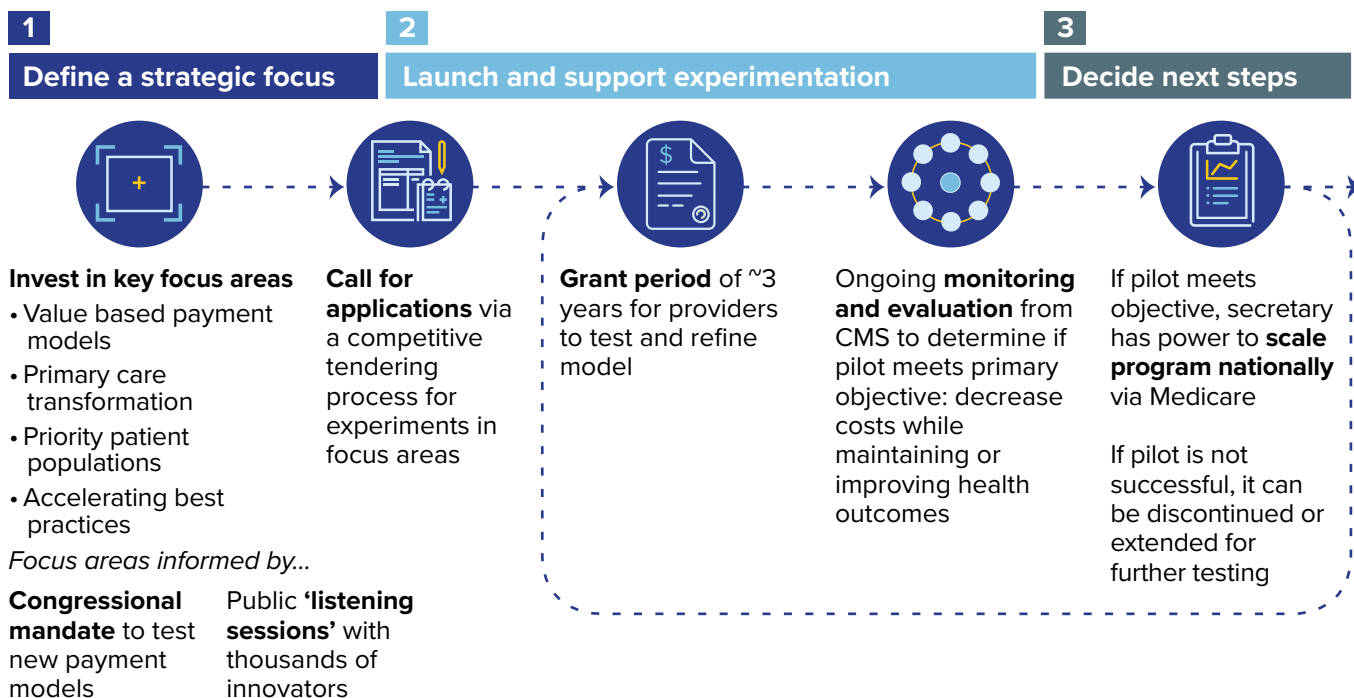 1
Define a strategic focus
2
Launch and support experimentation
3
Decide next steps
$
Invest in key focus areas
• Value based payment
models
• Primary care
transformation
• Priority patient
populations
• Accelerating best
practices
Focus areas informed by...
Congressional
mandate to test
new payment
models
Public ‘listening
sessions’ with
thousands of
innovators
Call for
applications via
a competitive
tendering
process for
experiments in
focus areas
Grant period of ~3
years for providers
to test and refine
model
Ongoing monitoring
and evaluation from
CMS to determine if
pilot meets primary
objective: decrease
costs while
maintaining or
improving health
outcomes
If pilot meets
objective, secretary
has power to scale
program nationally
via Medicare
If pilot is not
successful, it can
be discontinued or
extended for
further testing